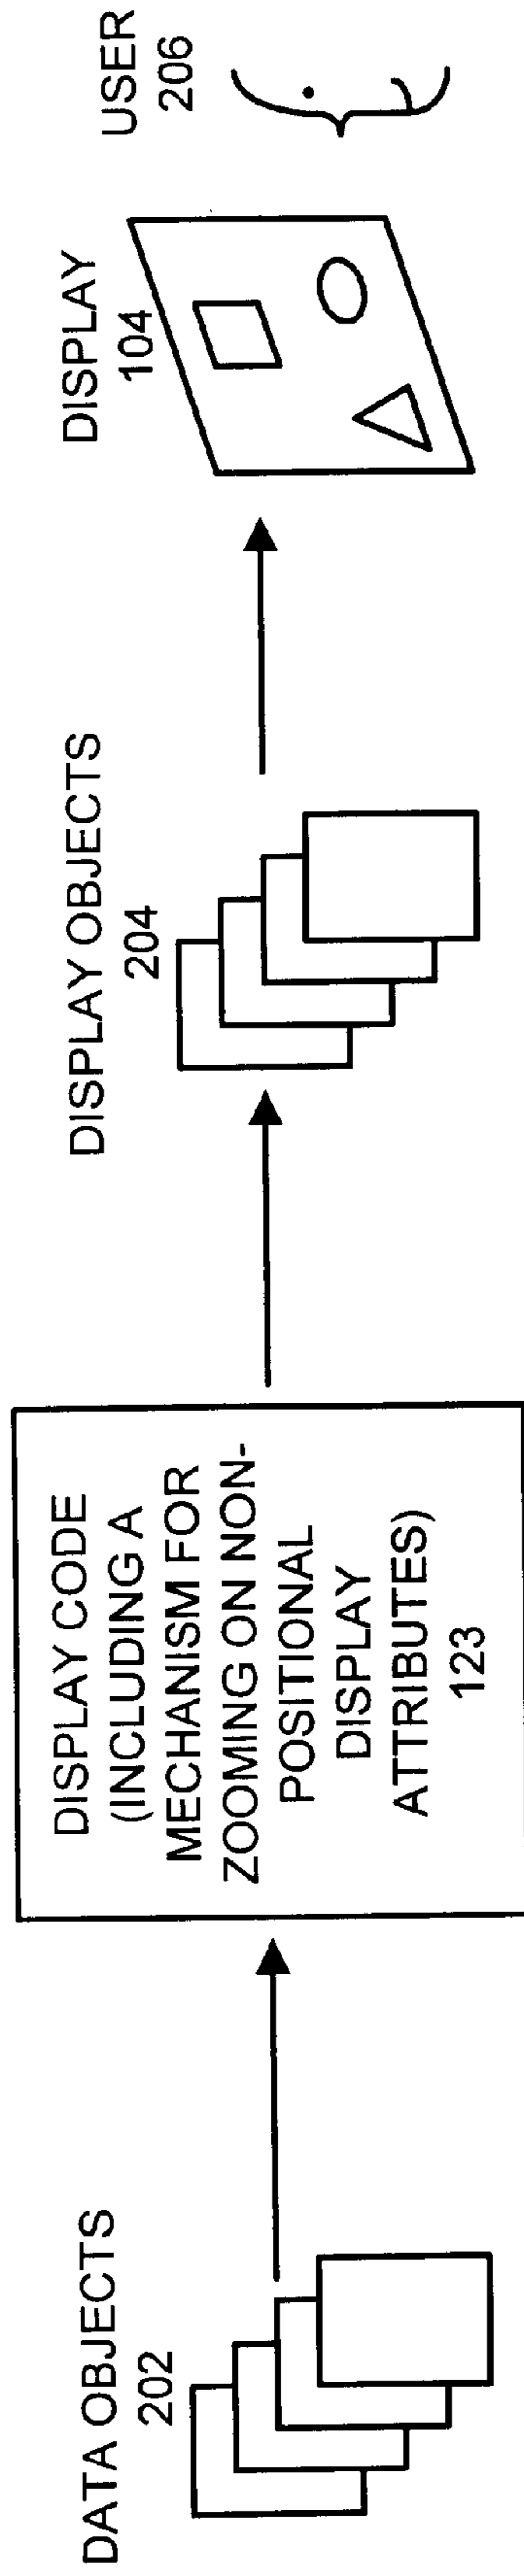 DATA OBJECTS
202
DISPLAY CODE
(INCLUDING A
MECHANISM FOR
ZOOMING ON NON-
POSITIONAL
DISPLAY
ATTRIBUTES)
123
DISPLAY OBJECTS
204
DISPLAY
104
USER
206